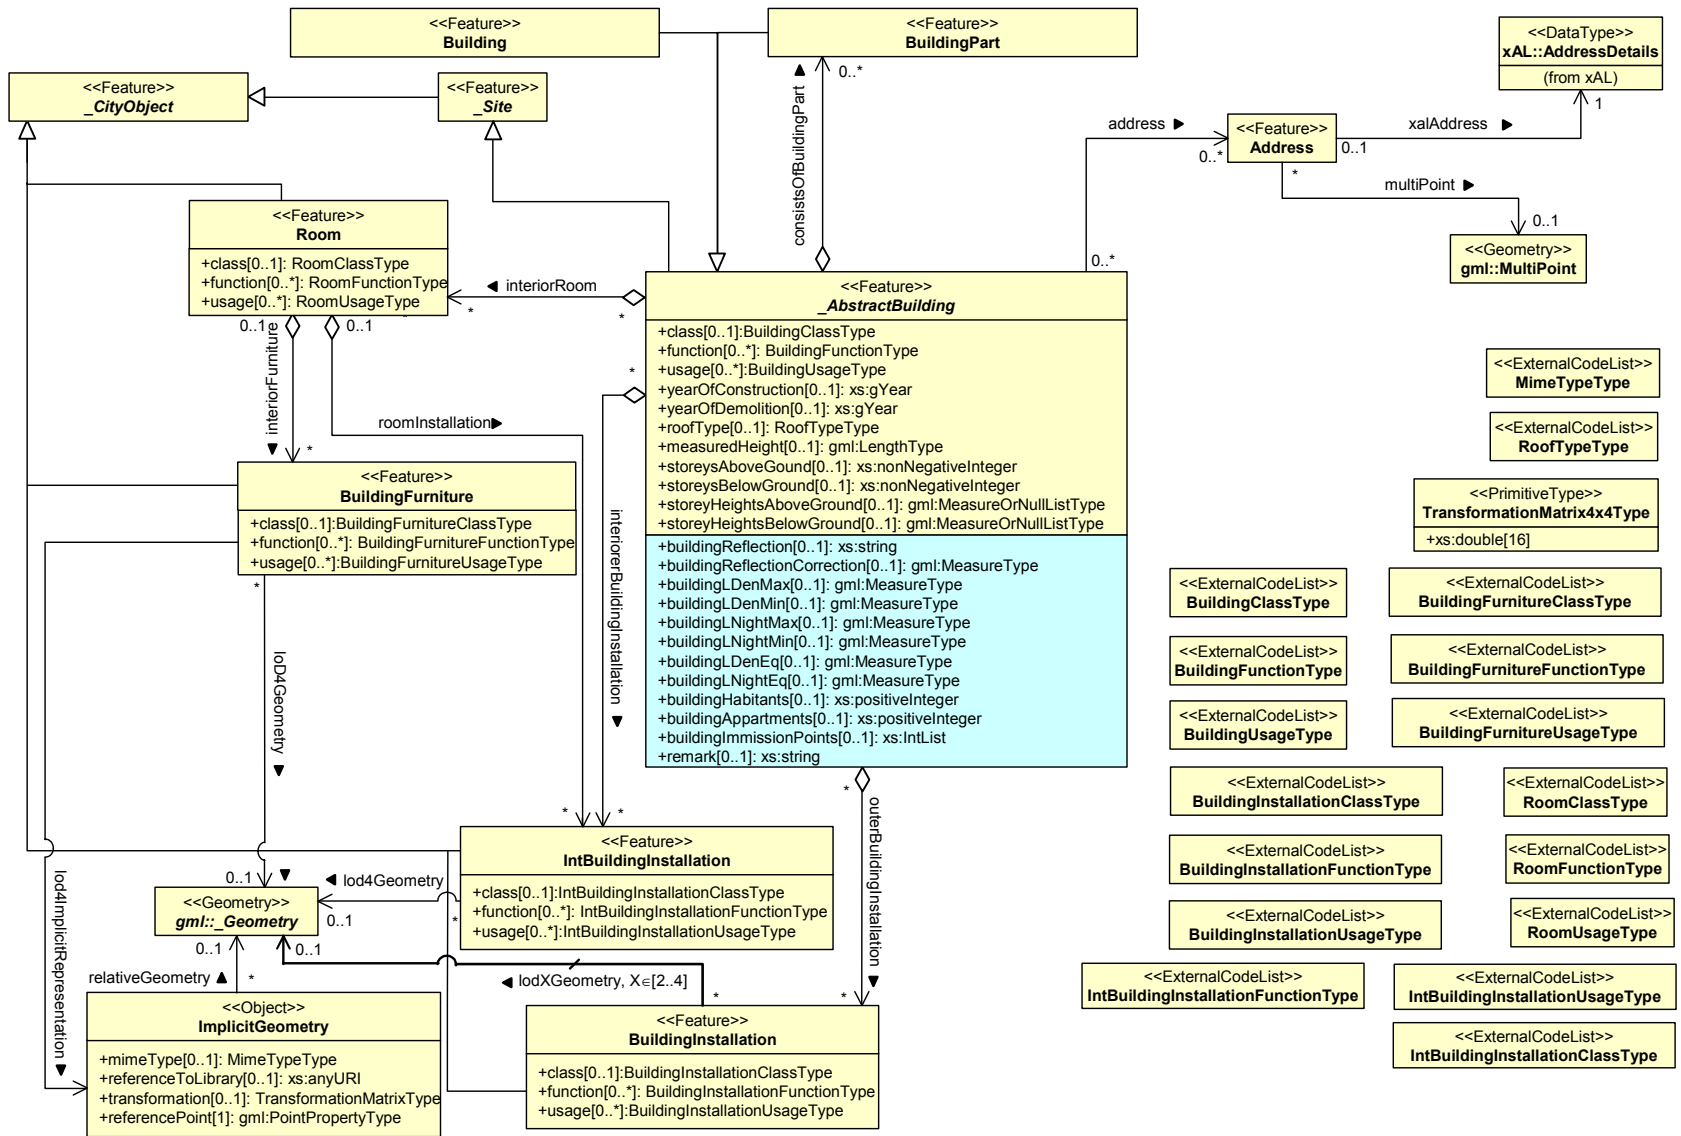 <<Feature>>
Building
<<Feature>>
BuildingPart
<<DataType>>
xAL::AddressDetails
(from xAL)
<<Feature>>
_CityObject
<<Feature>>
_Site
consistsOfBuildingPart
0..*
1
address
0..*
<<Feature>>
Address
xalAddress
0..1
*
multiPoint
0..1
<<Geometry>>
gml::MultiPoint
<<Feature>>
Room
+class[0..1]: RoomClassType
+function[0..*]: RoomFunctionType
+usage[0..*]: RoomUsageType
*
interiorRoom
*
*
0..*
<<Feature>>
_AbstractBuilding
+class[0..1]:BuildingClassType
+function[0..*]: BuildingFunctionType
+usage[0..*]:BuildingUsageType
+yearOfConstruction[0..1]: xs:gYear
+yearOfDemolition[0..1]: xs:gYear
+roofType[0..1]: RoofTypeType
+measuredHeight[0..1]: gml:LengthType
+storeysAboveGound[0..1]: xs:nonNegativeInteger
+storeysBelowGround[0..1]: xs:nonNegativeInteger
+storeyHeightsAboveGround[0..1]: gml:MeasureOrNullListType
+storeyHeightsBelowGround[0..1]: gml:MeasureOrNullListType
+buildingReflection[0..1]: xs:string
+buildingReflectionCorrection[0..1]: gml:MeasureType
+buildingLDenMax[0..1]: gml:MeasureType
+buildingLDenMin[0..1]: gml:MeasureType
+buildingLNightMax[0..1]: gml:MeasureType
+buildingLNightMin[0..1]: gml:MeasureType
+buildingLDenEq[0..1]: gml:MeasureType
+buildingLNightEq[0..1]: gml:MeasureType
+buildingHabitants[0..1]: xs:positiveInteger
+buildingAppartments[0..1]: xs:positiveInteger
+buildingImmissionPoints[0..1]: xs:IntList
+remark[0..1]: xs:string
0..1
0..1
interiorFurniture
*
roomInstallation
*
interiorerBuildingInstallation
*
*
<<Feature>>
BuildingFurniture
+class[0..1]:BuildingFurnitureClassType
+function[0..*]: BuildingFurnitureFunctionType
+usage[0..*]:BuildingFurnitureUsageType
*
loD4Geometry
0..1
lod4ImplicitRepresentation
*
outerBuildingInstallation
*
<<Feature>>
IntBuildingInstallation
+class[0..1]:IntBuildingInstallationClassType
+function[0..*]: IntBuildingInstallationFunctionType
+usage[0..*]:IntBuildingInstallationUsageType
lod4Geometry
0..1
*
<<Geometry>>
gml::_Geometry
0..1
0..1
relativeGeometry
*
lodXGeometry, X∈[2..4]
*
<<Object>>
ImplicitGeometry
+mimeType[0..1]: MimeTypeType
+referenceToLibrary[0..1]: xs:anyURI
+transformation[0..1]: TransformationMatrixType
+referencePoint[1]: gml:PointPropertyType
<<Feature>>
BuildingInstallation
+class[0..1]:BuildingInstallationClassType
+function[0..*]: BuildingInstallationFunctionType
+usage[0..*]:BuildingInstallationUsageType
<<ExternalCodeList>>
MimeTypeType
<<ExternalCodeList>>
RoofTypeType
<<PrimitiveType>>
TransformationMatrix4x4Type
+xs:double[16]
<<ExternalCodeList>>
BuildingClassType
<<ExternalCodeList>>
BuildingFurnitureClassType
<<ExternalCodeList>>
BuildingFunctionType
<<ExternalCodeList>>
BuildingFurnitureFunctionType
<<ExternalCodeList>>
BuildingUsageType
<<ExternalCodeList>>
BuildingFurnitureUsageType
<<ExternalCodeList>>
BuildingInstallationClassType
<<ExternalCodeList>>
RoomClassType
<<ExternalCodeList>>
BuildingInstallationFunctionType
<<ExternalCodeList>>
RoomFunctionType
<<ExternalCodeList>>
BuildingInstallationUsageType
<<ExternalCodeList>>
RoomUsageType
<<ExternalCodeList>>
IntBuildingInstallationFunctionType
<<ExternalCodeList>>
IntBuildingInstallationUsageType
<<ExternalCodeList>>
IntBuildingInstallationClassType